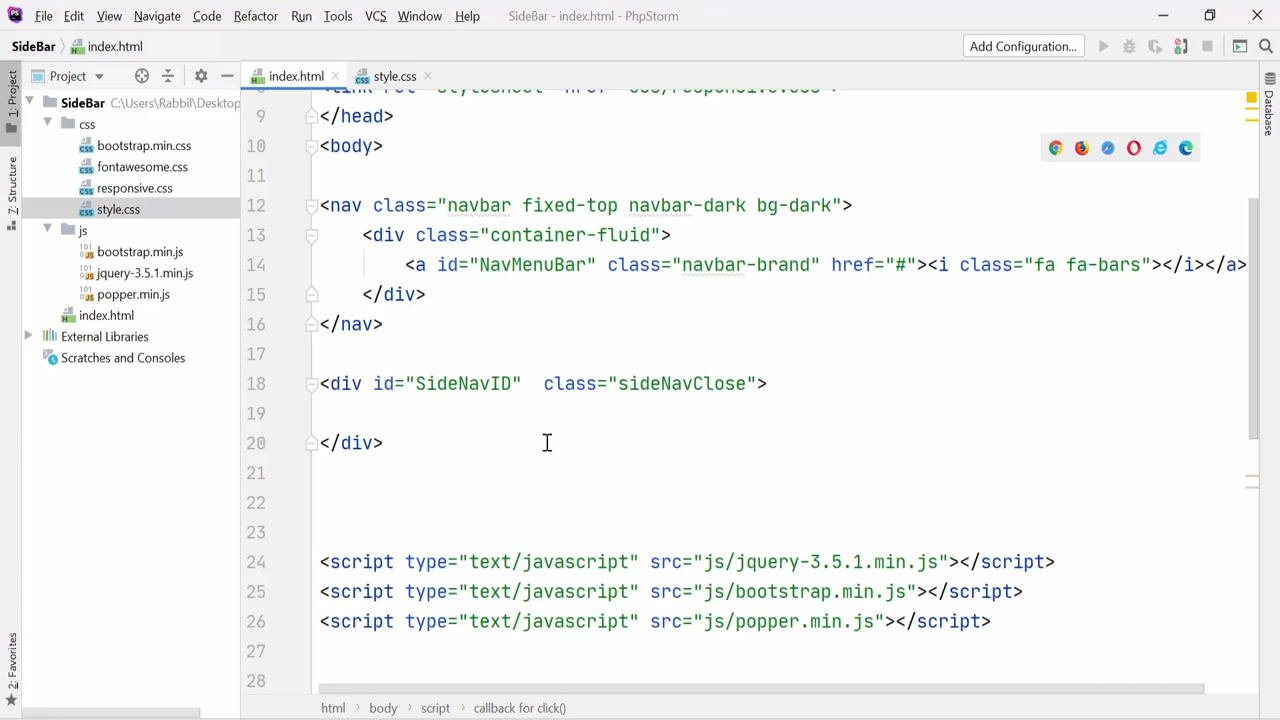 File Edit View Navigate Code Refactor Run Tools VCS Window Help SideBar - index.html - PhpStorm
SideBar index.html Add Configuration...
1: Project
Project
index.html style.css
SideBar C:\Users\Rabbil\Desktop
css
bootstrap.min.css
fontawesome.css
responsive.css
style.css
js
bootstrap.min.js
jquery-3.5.1.min.js
popper.min.js
index.html
External Libraries
Scratches and Consoles
7: Structure
2: Favorites
Database
9 </head>
10 <body>
11
12 <nav class="navbar fixed-top navbar-dark bg-dark">
13 <div class="container-fluid">
14 <a id="NavMenuBar" class="navbar-brand" href="#"><i class="fa fa-bars"></i></a>
15 </div>
16 </nav>
17
18 <div id="SideNavID"  class="sideNavClose">
19
20 </div>
21
22
23
24 <script type="text/javascript" src="js/jquery-3.5.1.min.js"></script>
25 <script type="text/javascript" src="js/bootstrap.min.js"></script>
26 <script type="text/javascript" src="js/popper.min.js"></script>
27
28
html body script callback for click()